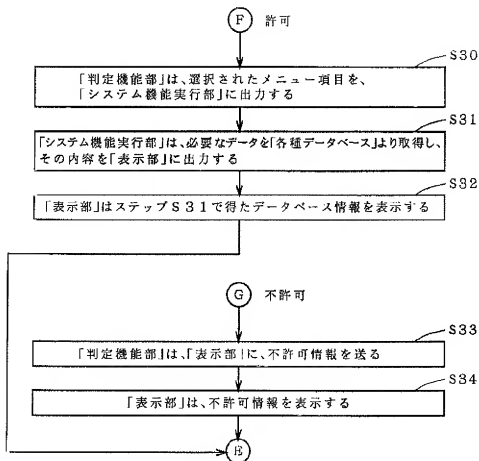 F 許可
S30
「判定機能部」は、選択されたメニュー項目を、
「システム機能実行部」に出力する
S31
「システム機能実行部」は、必要なデータを「各種データベース」より取得し、
その内容を「表示部」に出力する
S32
「表示部」はステップS31で得たデータベース情報を表示する
G 不許可
S33
「判定機能部」は、「表示部」に、不許可情報を送る
S34
「表示部」は、不許可情報を表示する
E